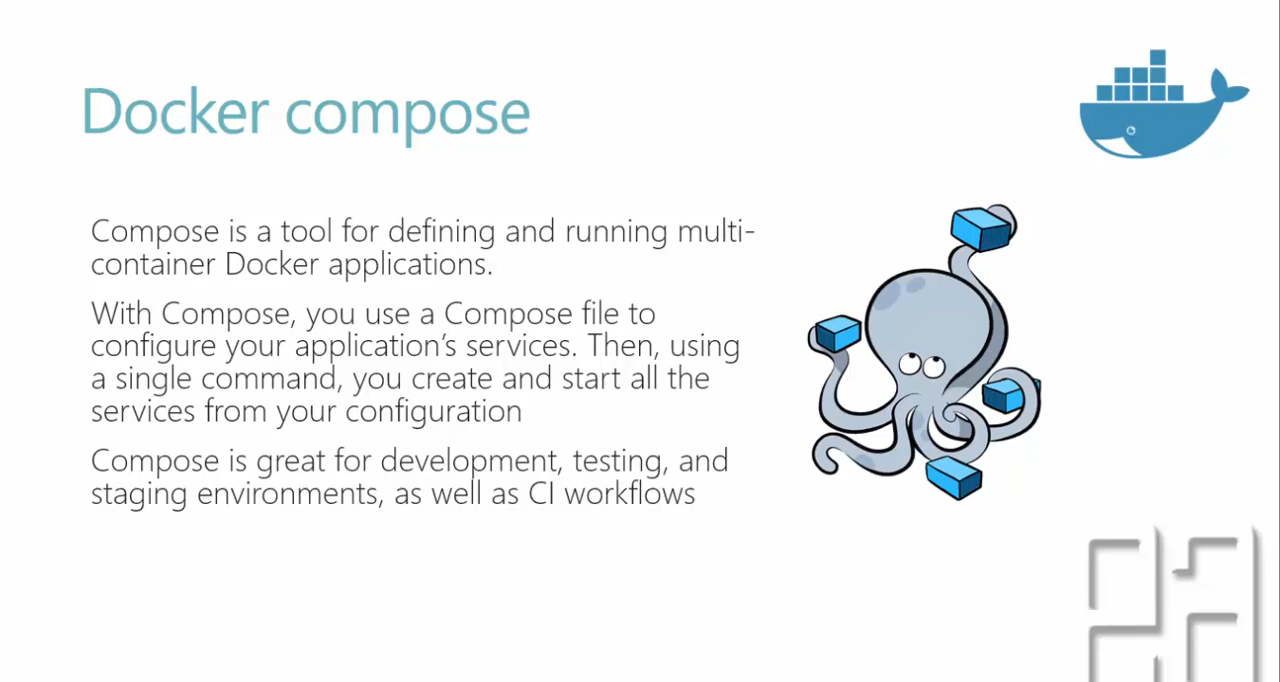 Docker compose
Compose is a tool for defining and running multi-
container Docker applications.
With Compose, you use a Compose file to
configure your application’s services. Then, using
a single command, you create and start all the
services from your configuration
Compose is great for development, testing, and
staging environments, as well as CI workflows